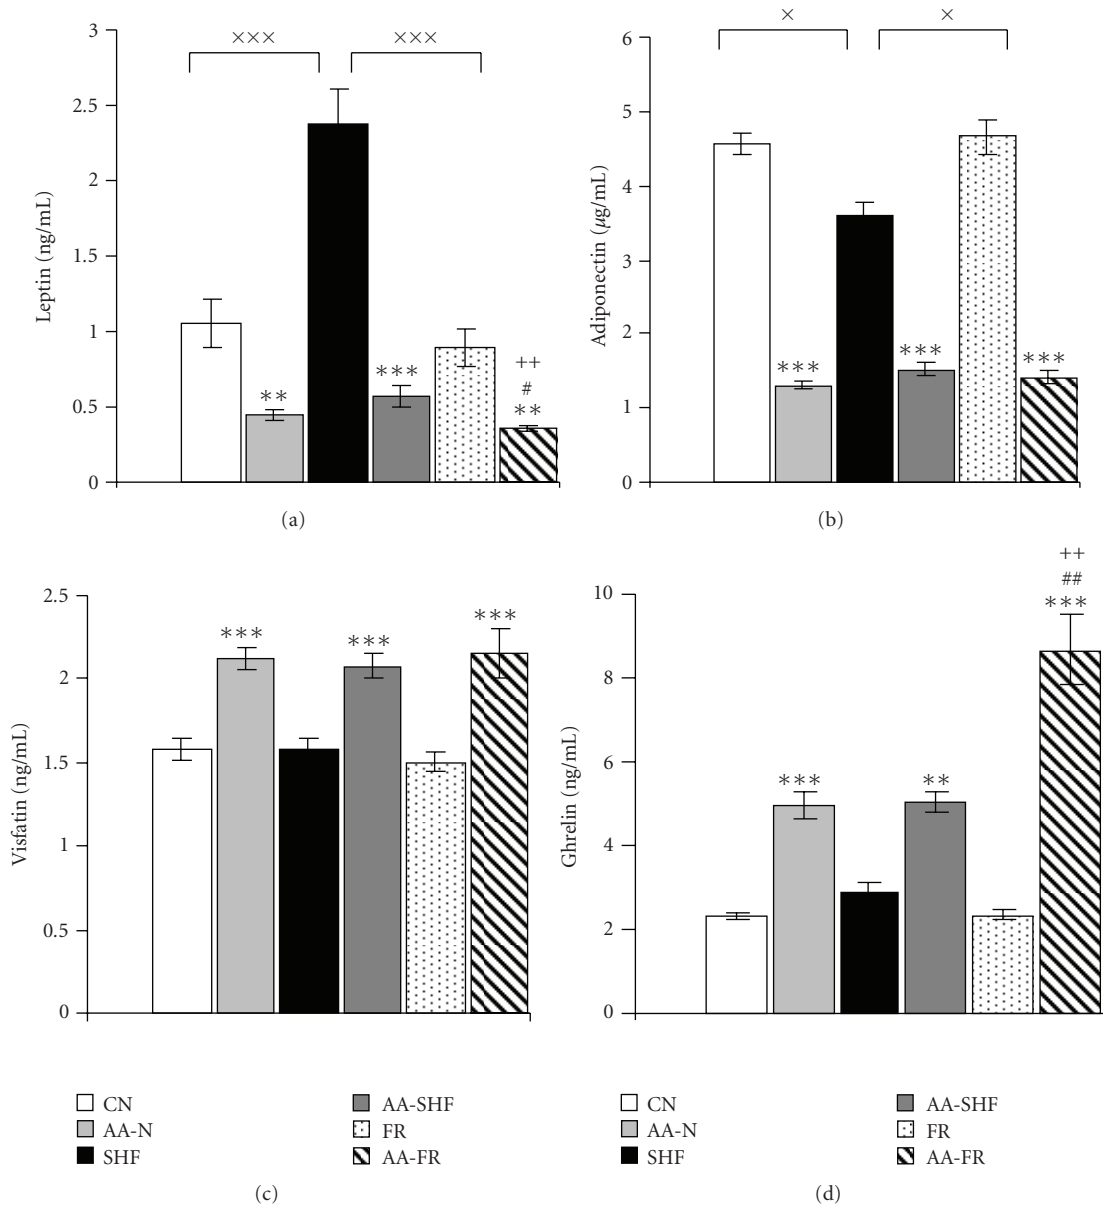 ××× ×××
3
2.5
2
1.5
1
0.5
0
Leptin (ng/mL)
** *** ++
#
**
(a)
× ×
6
5
4
3
2
1
0
Adiponectin (μg/mL)
*** *** ***
(b)
2.5
2
1.5
1
0.5
0
Visfatin (ng/mL)
*** *** ***
CN
AA-N
SHF
AA-SHF
FR
AA-FR
(c)
10
8
6
4
2
0
Ghrelin (ng/mL)
*** ** ++
##
***
CN
AA-N
SHF
AA-SHF
FR
AA-FR
(d)